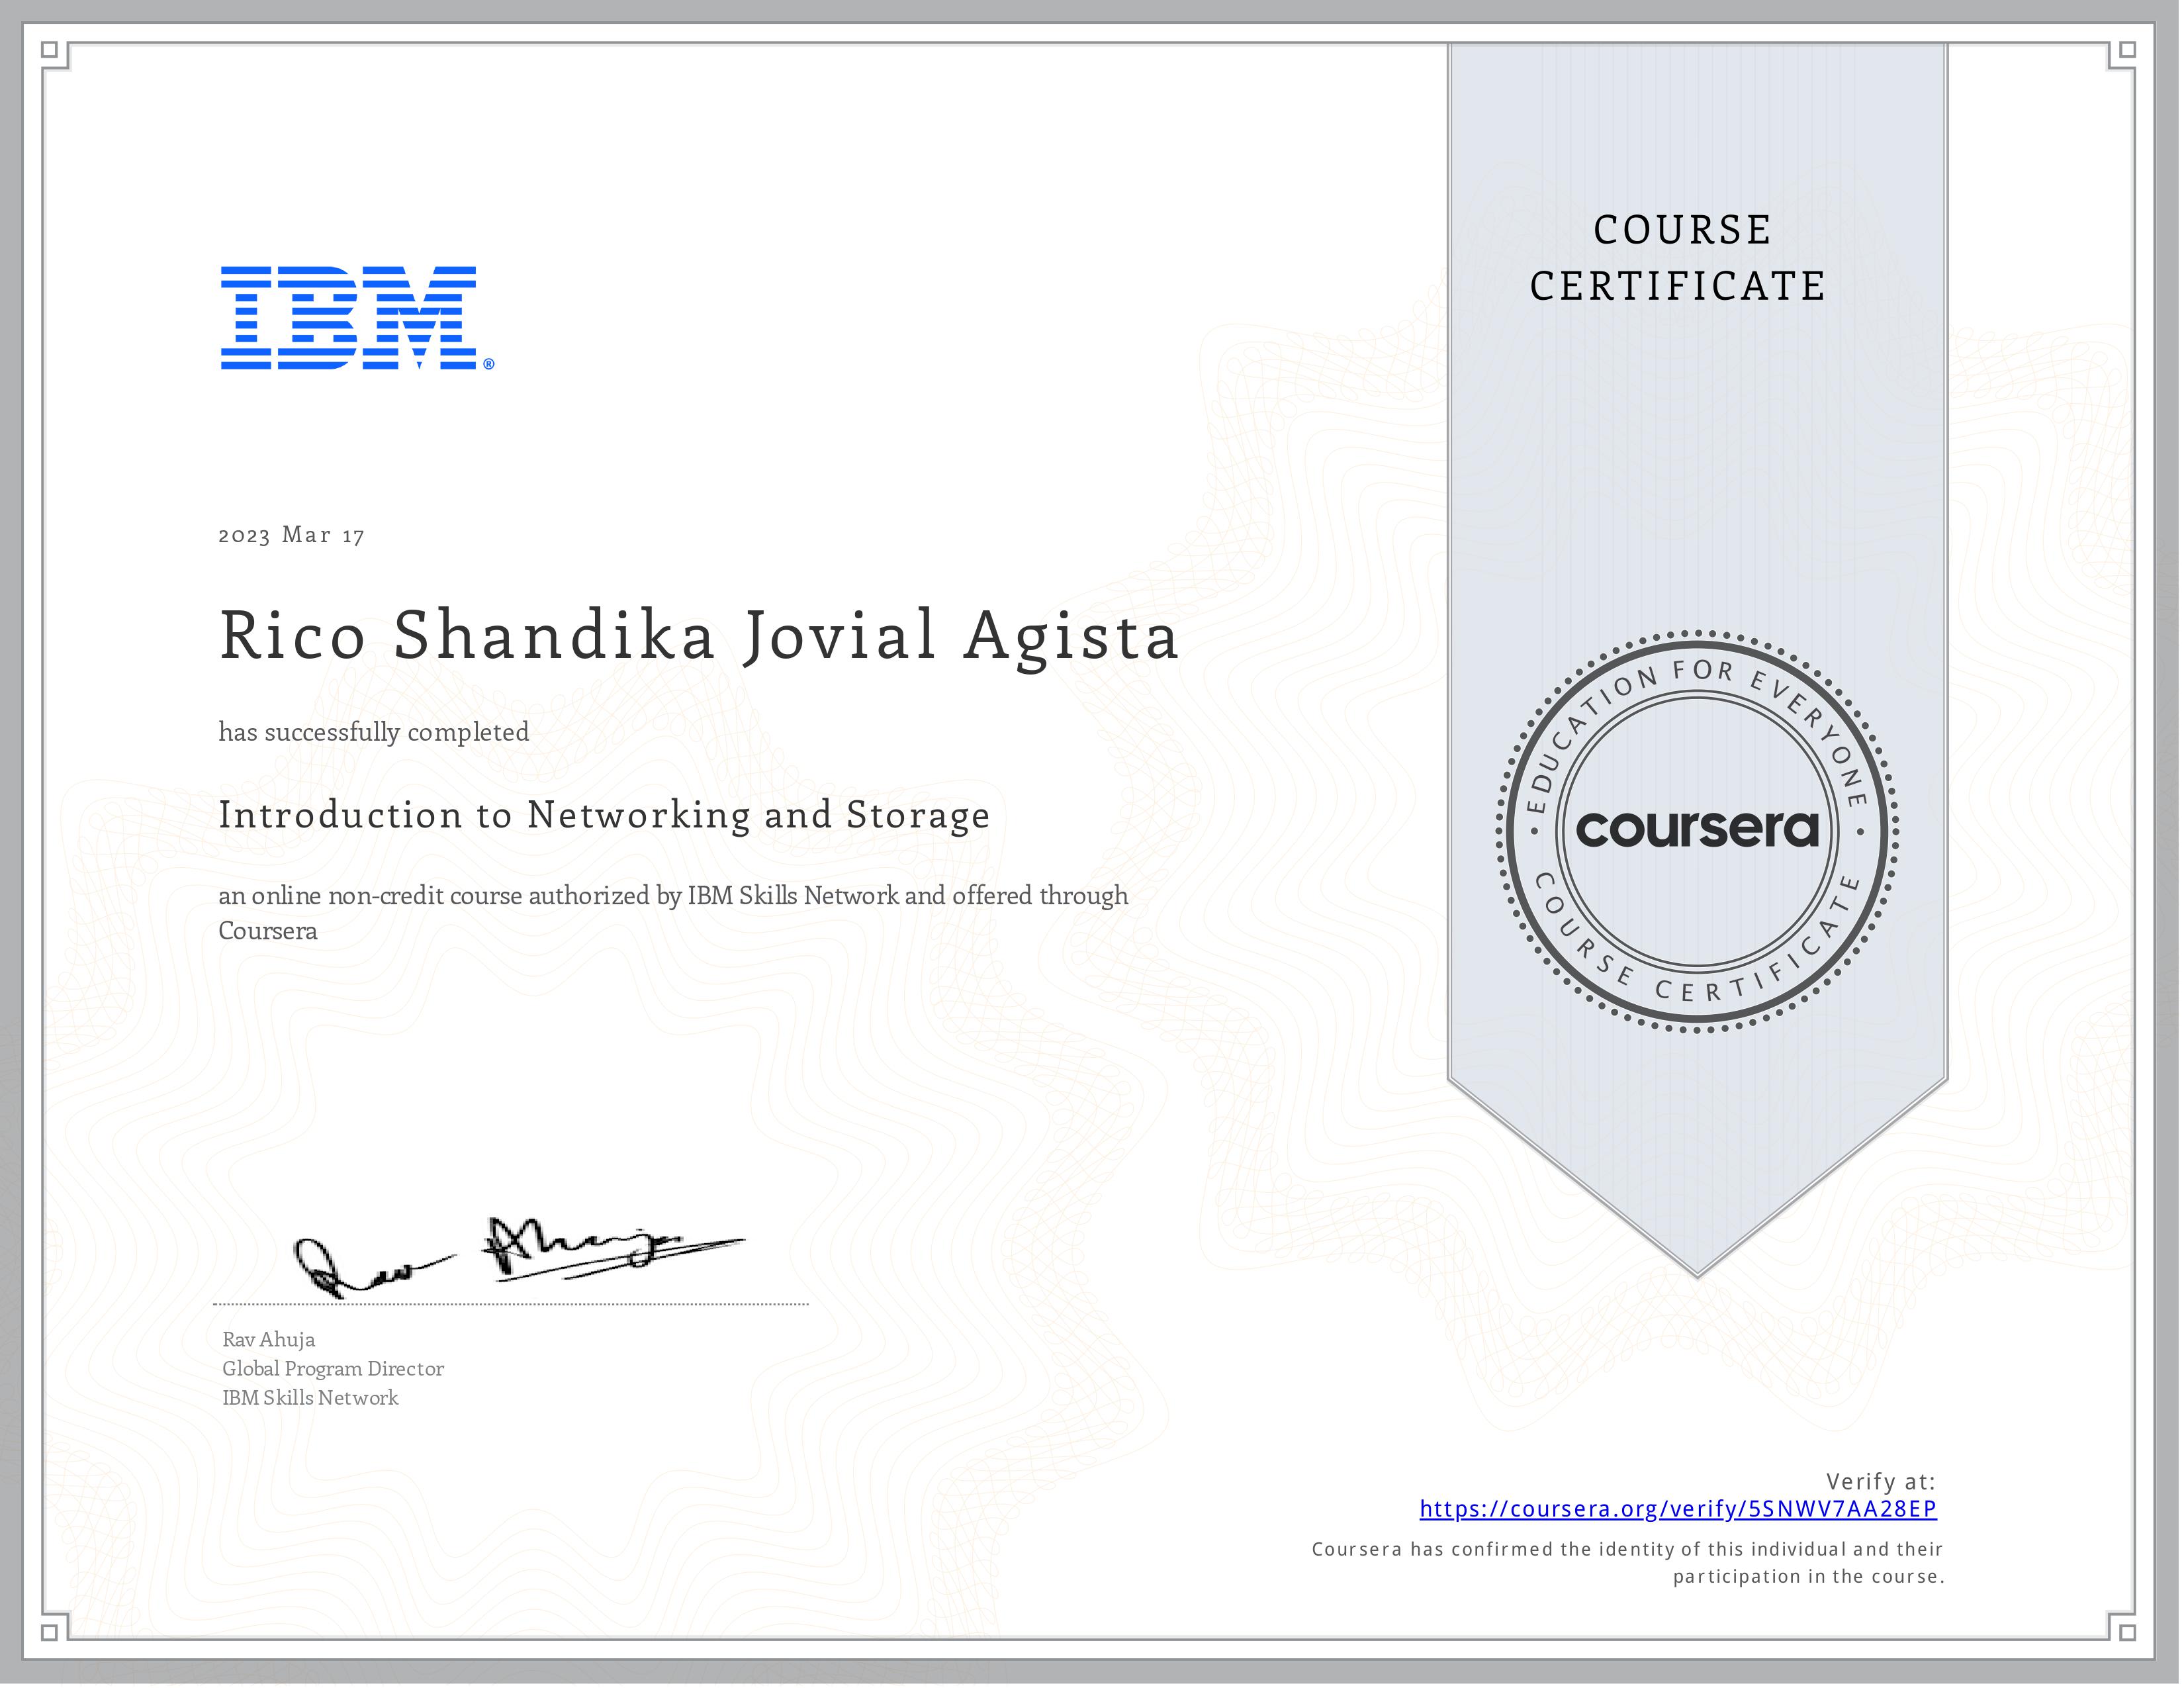 IBM®
COURSE
CERTIFICATE
2023 Mar 17
Rico Shandika Jovial Agista
has successfully completed
Introduction to Networking and Storage
an online non-credit course authorized by IBM Skills Network and offered through
Coursera
EDUCATION FOR EVERYONE
coursera
COURSE CERTIFICATE
Rav Ahuja
Rav Ahuja
Global Program Director
IBM Skills Network
Verify at:
https://coursera.org/verify/5SNWV7AA28EP
Coursera has confirmed the identity of this individual and their
participation in the course.